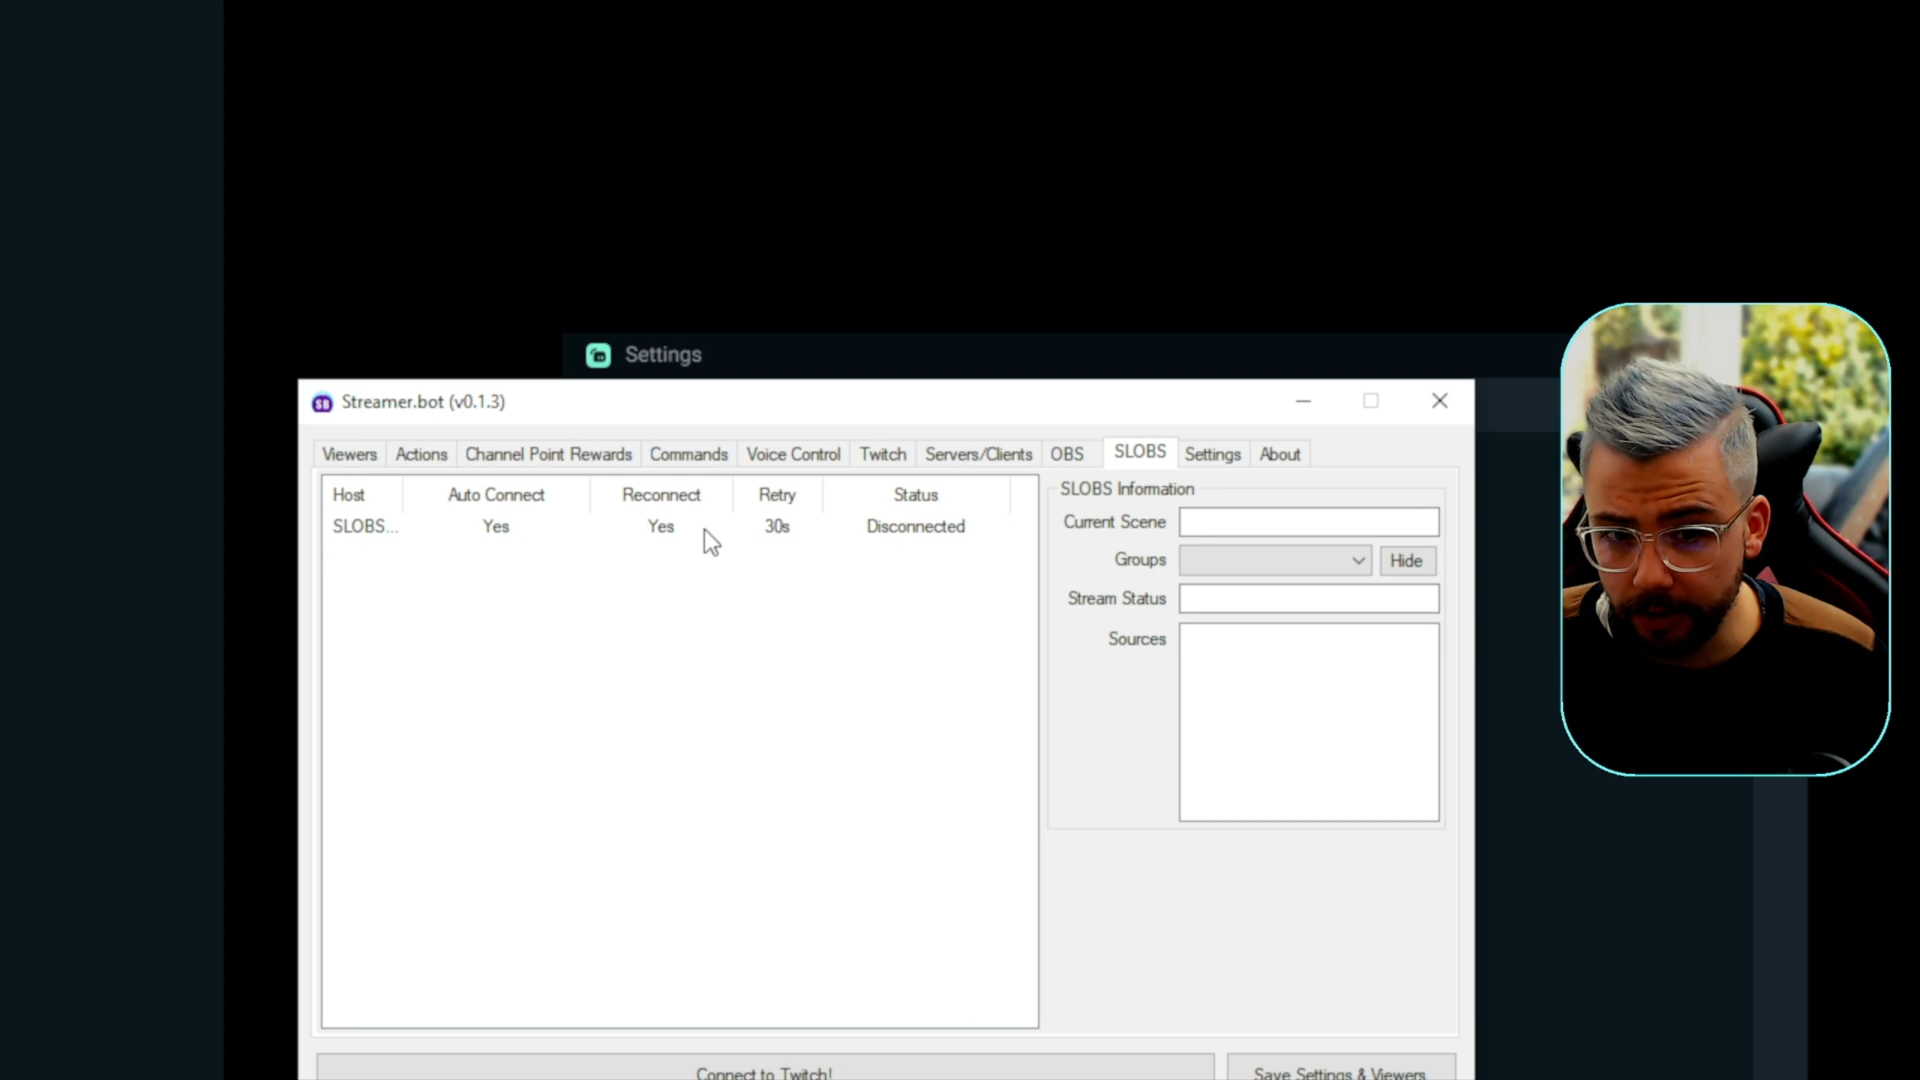 Settings
SB Streamer.bot (v0.1.3)
Viewers Actions Channel Point Rewards Commands Voice Control Twitch Servers/Clients OBS SLOBS Settings About
Host Auto Connect Reconnect Retry Status
SLOBS... Yes Yes 30s Disconnected
SLOBS Information
Current Scene
Groups Hide
Stream Status
Sources
Connect to Twitch! Save Settings & Viewers